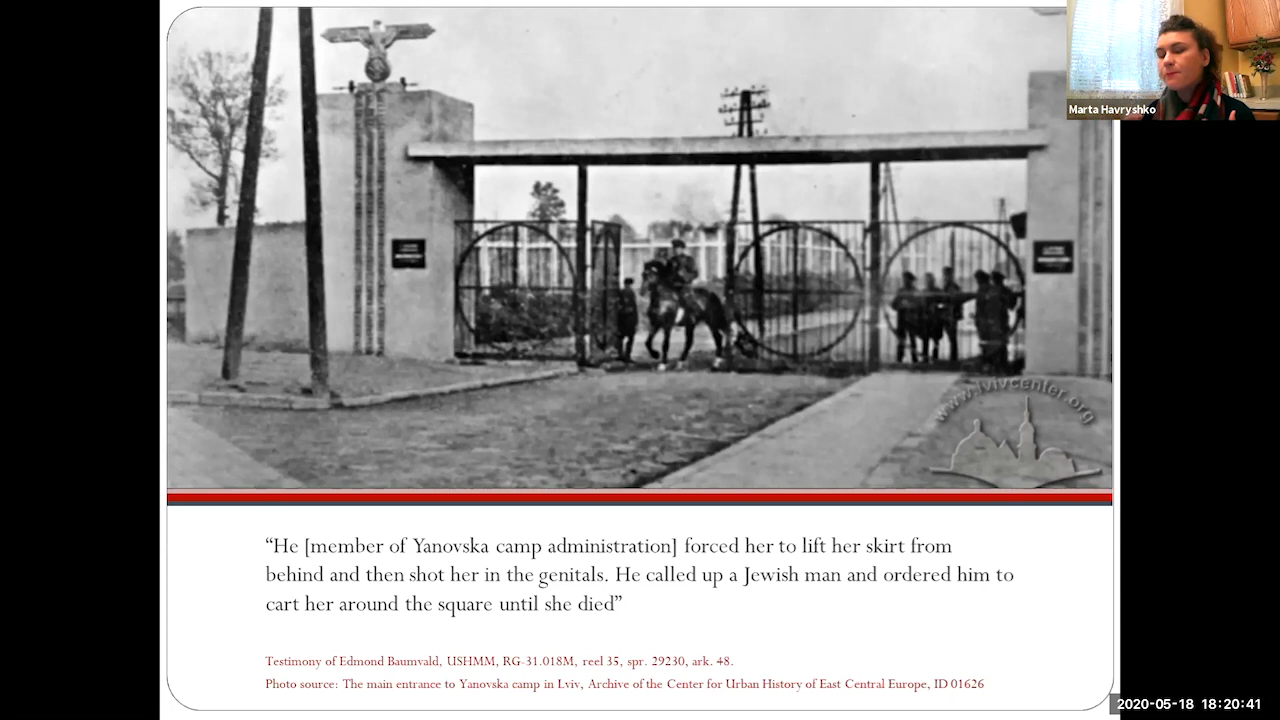 Marta Havryshko
www.lvivcenter.org
“He [member of Yanovska camp administration] forced her to lift her skirt from
behind and then shot her in the genitals. He called up a Jewish man and ordered him to
cart her around the square until she died”
Testimony of Edmond Baumvald, USHMM, RG-31.018M, reel 35, spr. 29230, ark. 48.
Photo source: The main entrance to Yanovska camp in Lviv, Archive of the Center for Urban History of East Central Europe, ID 01626
2020-05-18 18:20:41